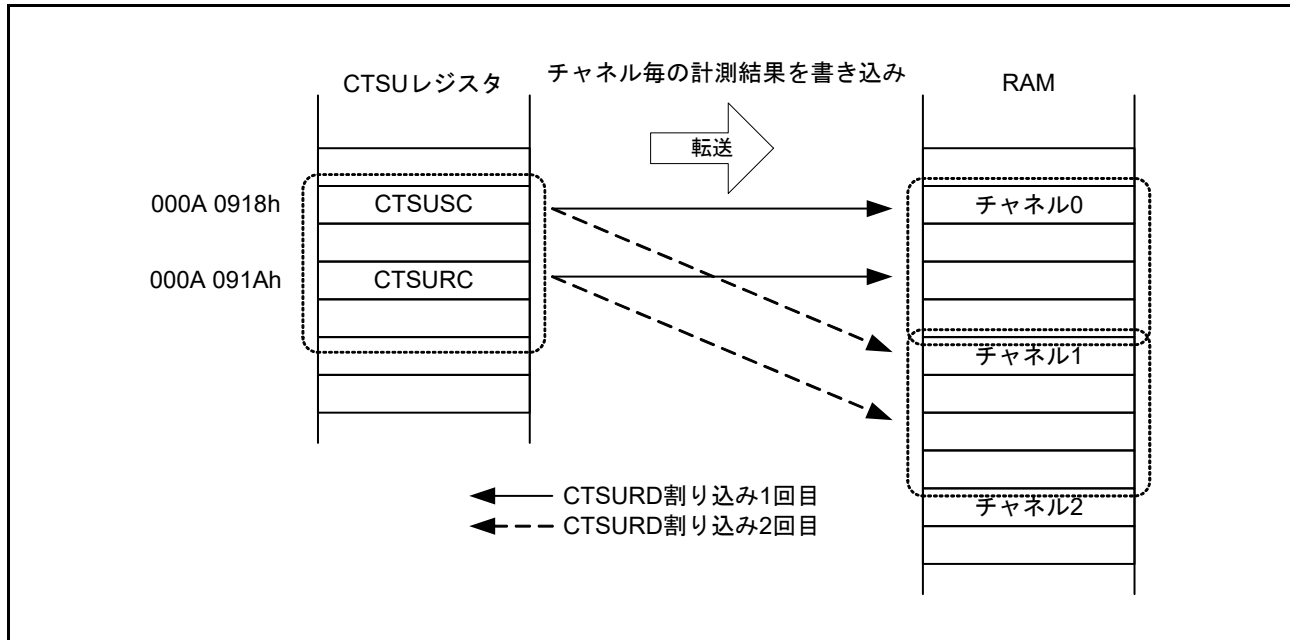 チャネル毎の計測結果を書き込み
CTSUレジスタ
RAM
転送
000A 0918h
CTSUSC
チャネル0
000A 091Ah
CTSURC
チャネル1
CTSURD割り込み1回目
CTSURD割り込み2回目
チャネル2